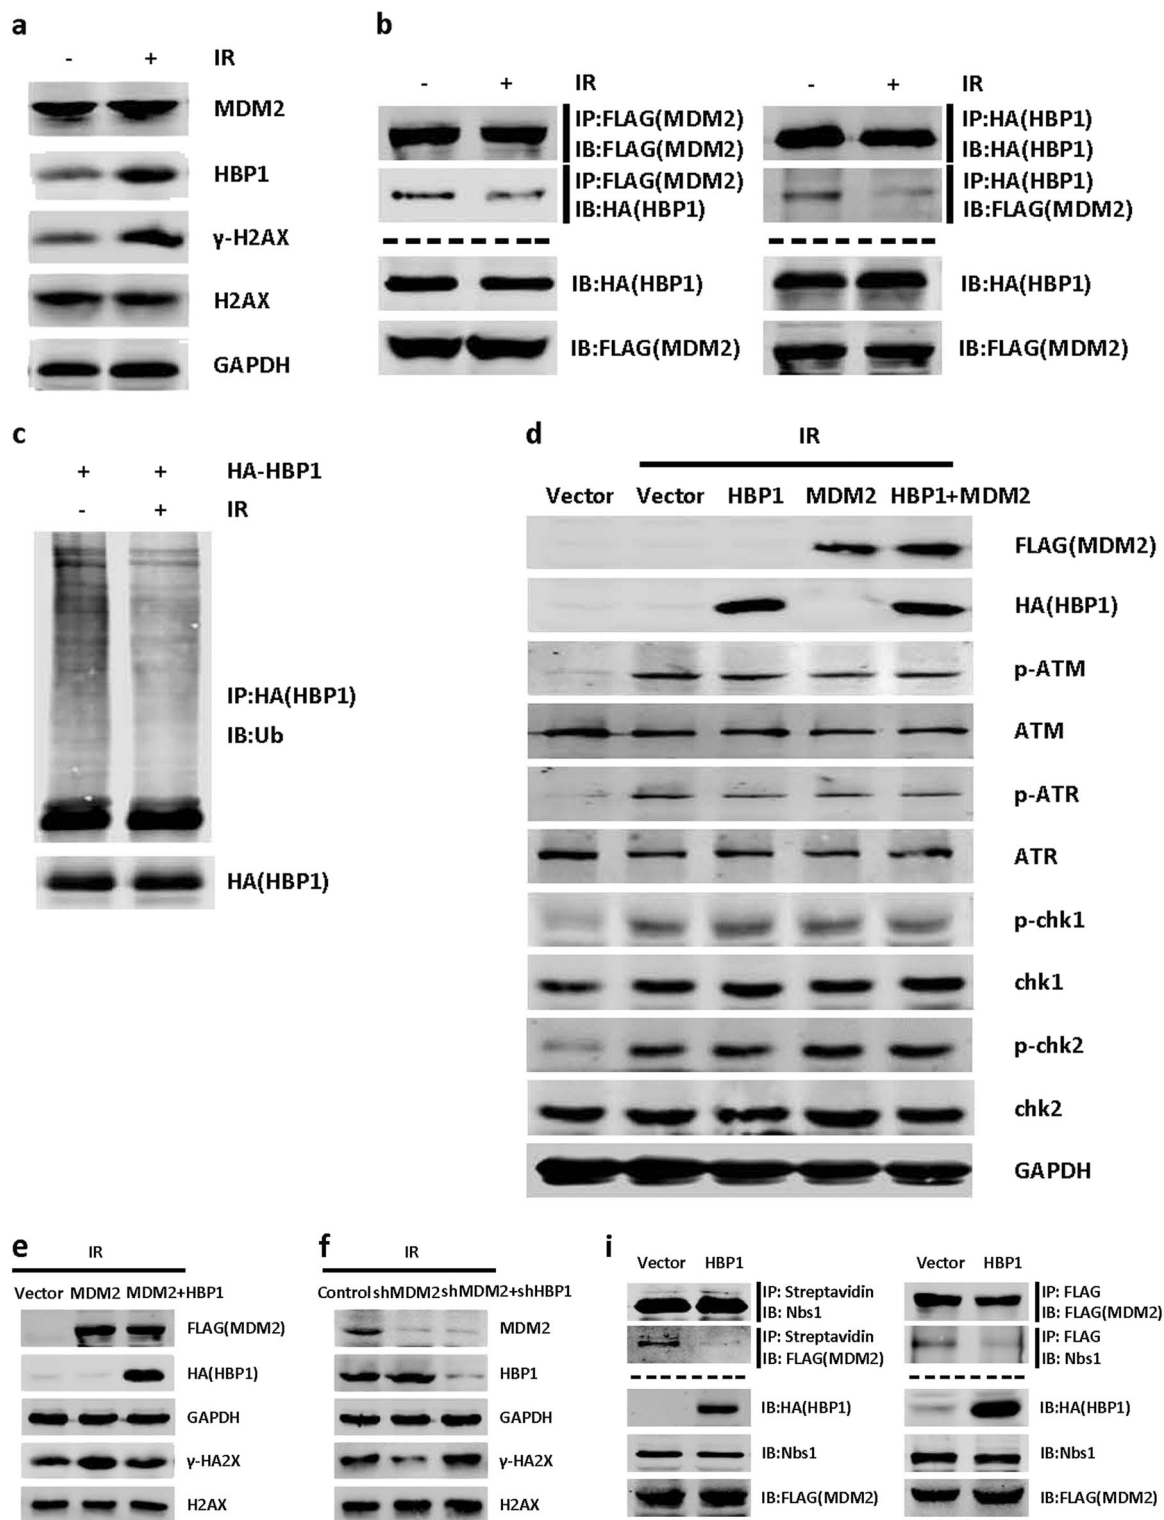 a
- + IR
MDM2
HBP1
γ-H2AX
H2AX
GAPDH
b
- + IR
IP:FLAG(MDM2)
IB:FLAG(MDM2)
IP:FLAG(MDM2)
IB:HA(HBP1)
IB:HA(HBP1)
IB:FLAG(MDM2)
- + IR
IP:HA(HBP1)
IB:HA(HBP1)
IP:HA(HBP1)
IB:FLAG(MDM2)
IB:HA(HBP1)
IB:FLAG(MDM2)
c
+ + HA-HBP1
- + IR
IP:HA(HBP1)
IB:Ub
HA(HBP1)
d
IR
Vector Vector HBP1 MDM2 HBP1+MDM2
FLAG(MDM2)
HA(HBP1)
p-ATM
ATM
p-ATR
ATR
p-chk1
chk1
p-chk2
chk2
GAPDH
e
IR
Vector MDM2 MDM2+HBP1
FLAG(MDM2)
HA(HBP1)
GAPDH
γ-HA2X
H2AX
f
IR
Control shMDM2 shMDM2+shHBP1
MDM2
HBP1
GAPDH
γ-HA2X
H2AX
i
Vector HBP1
IP: Streptavidin
IB: Nbs1
IP: Streptavidin
IB: FLAG(MDM2)
IB:HA(HBP1)
IB:Nbs1
IB:FLAG(MDM2)
Vector HBP1
IP: FLAG
IB: FLAG(MDM2)
IP: FLAG
IB: Nbs1
IB:HA(HBP1)
IB:Nbs1
IB:FLAG(MDM2)